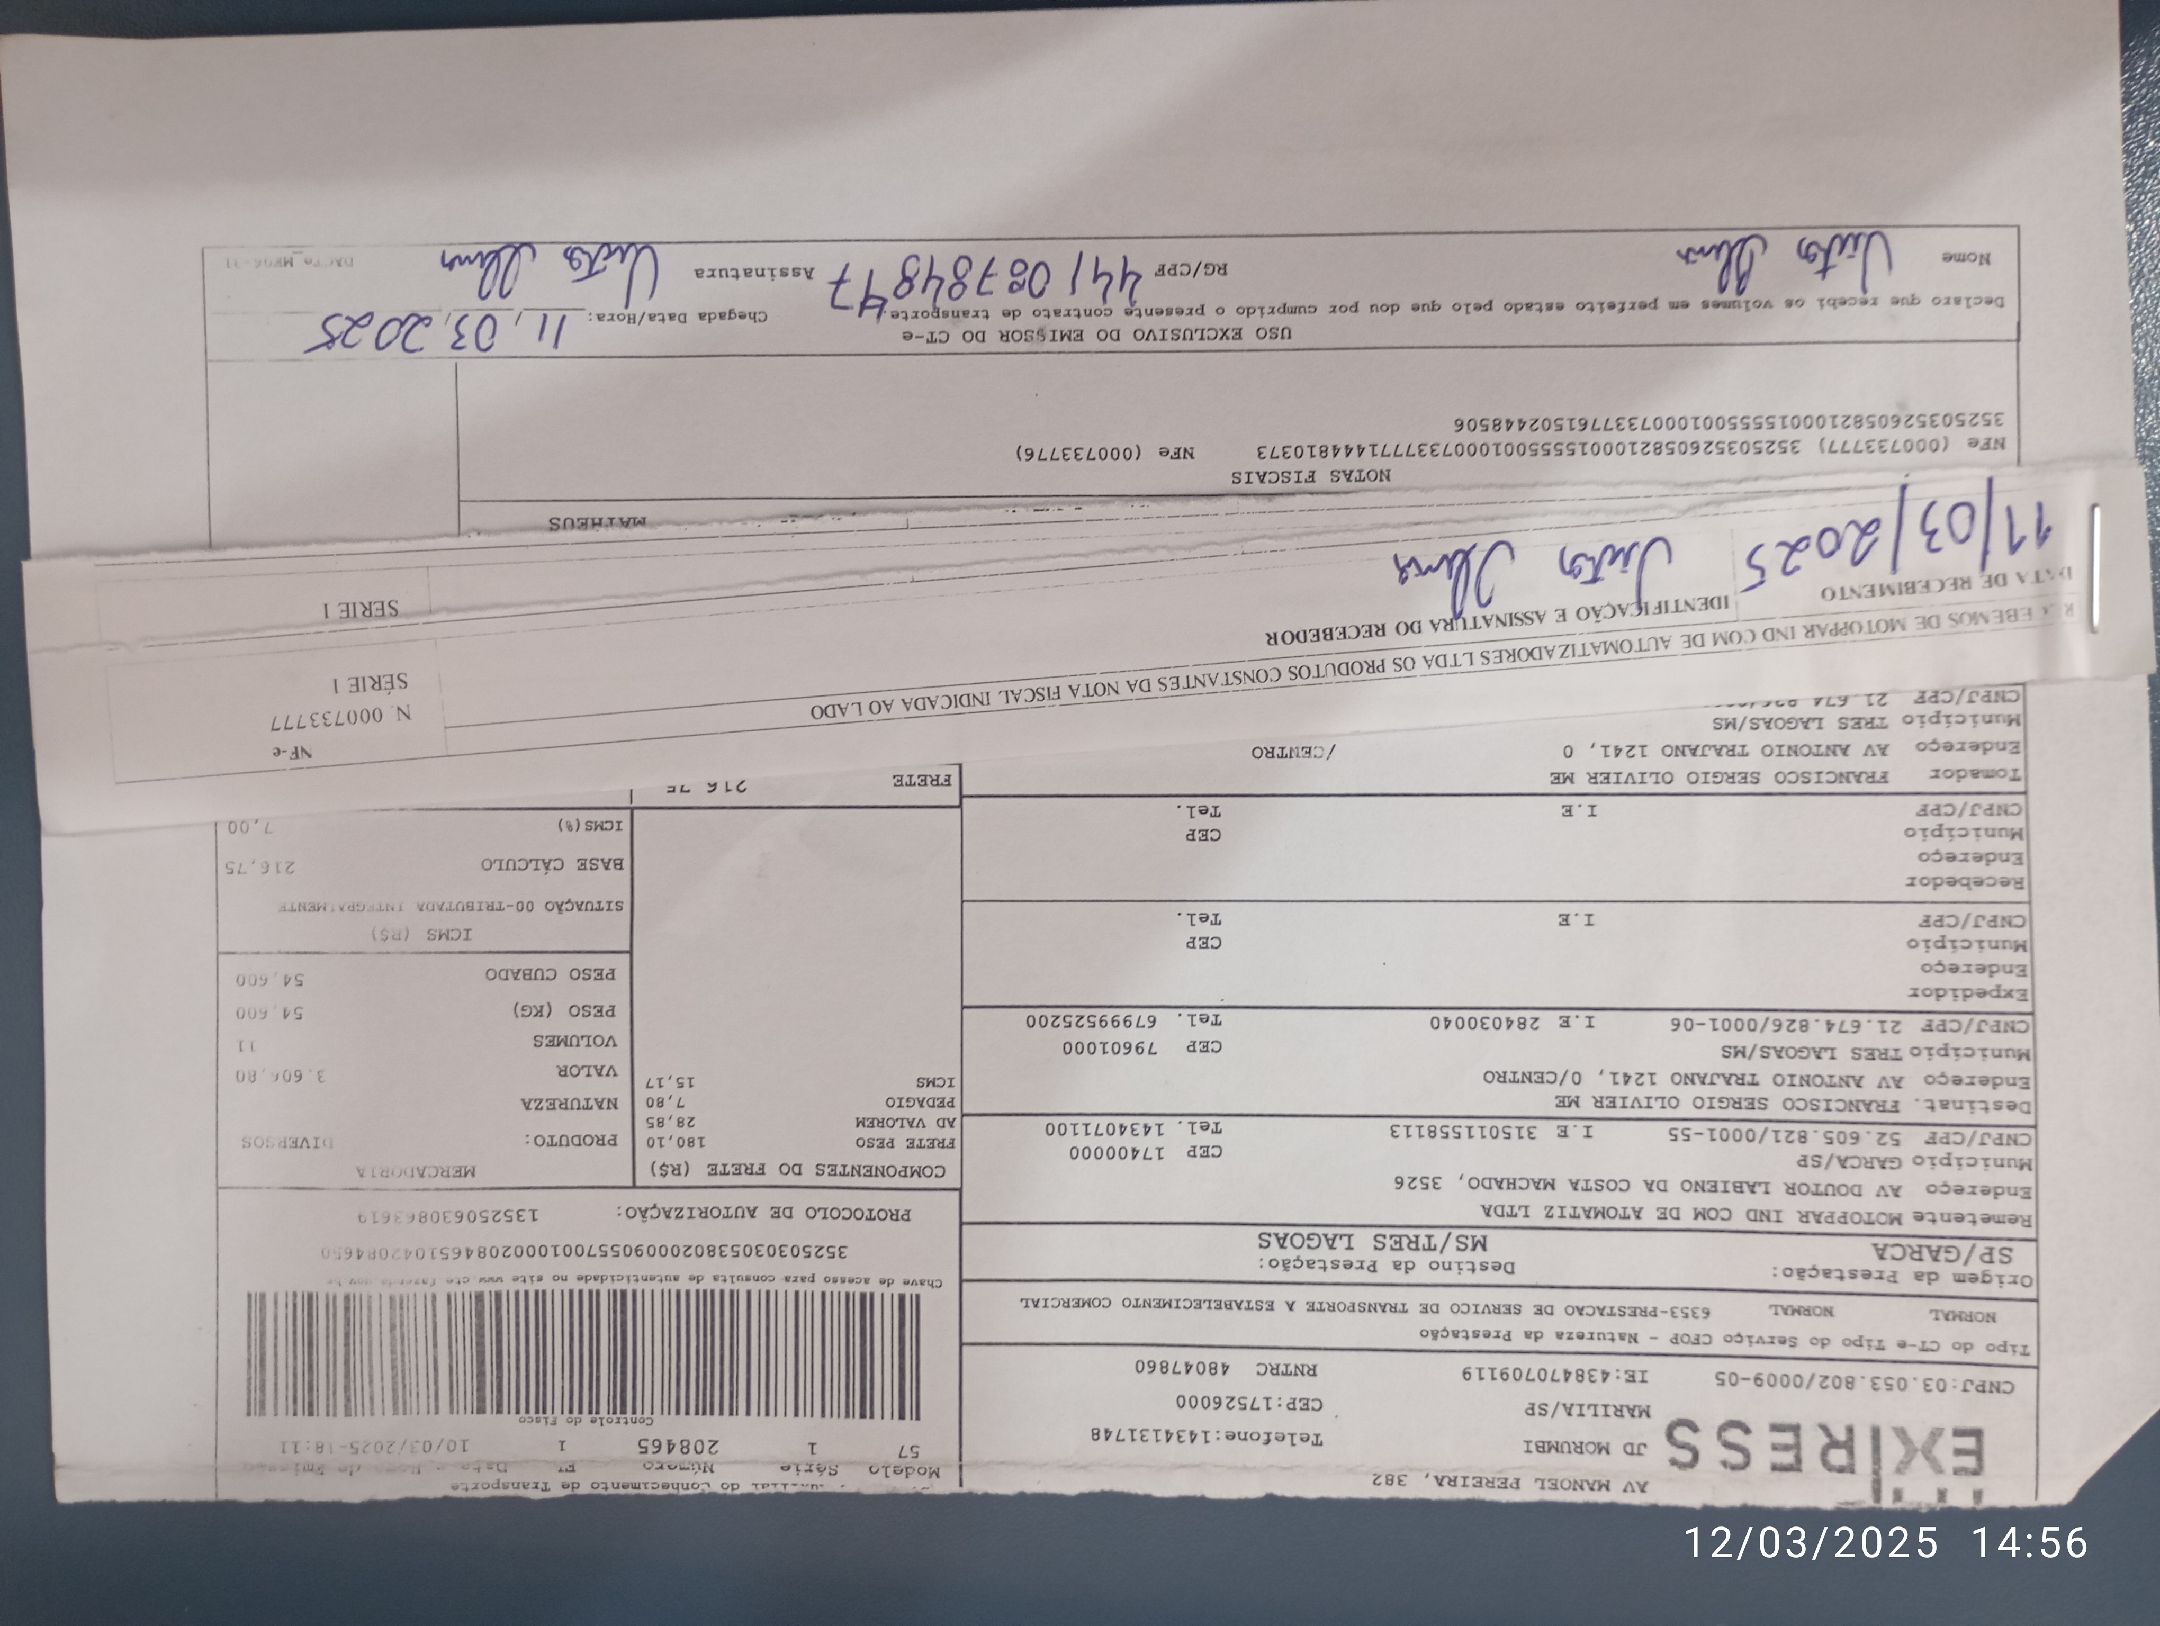 AV MANOEL PEREIRA, 382
JD MORUMBI
Telefone:1434131748
EXPRESS
MARILIA/SP
CEP:17526000
CNPJ:03.053.802/0009-05 IE:438470709119 RNTRC 48047860
Tipo do CT-e Tipo do Serviço CFOP - Natureza da Prestação
NORMAL NORMAL 6353-PRESTACAO DE SERVICO DE TRANSPORTE A ESTABELECIMENTO COMERCIAL
Origem da Prestação: Destino da Prestação:
SP/GARCA MS/TRES LAGOAS
Remetente MOTOPPAR IND COM DE ATOMATIZ LTDA
Endereço AV DOUTOR LABIENO DA COSTA MACHADO, 3526
Município GARCA/SP CEP 17400000
CNPJ/CPF 52.605.821/0001-55 I.E 315011558113 Tel. 1434071100
Destinat. FRANCISCO SERGIO OLIVIER ME
Endereço AV ANTONIO TRAJANO 1241, 0/CENTRO
Município TRES LAGOAS/MS CEP 79601000
CNPJ/CPF 21.674.826/0001-06 I.E 284030040 Tel. 67999525200
Expedidor
Endereço
Município CEP
CNPJ/CPF I.E Tel.
Recebedor
Endereço
Município CEP
CNPJ/CPF I.E Tel.
Tomador FRANCISCO SERGIO OLIVIER ME
Endereço AV ANTONIO TRAJANO 1241, 0 /CENTRO
Município TRES LAGOAS/MS
CNPJ/CPF 21.674
do Conhecimento de Transporte
Modelo Série Número Fl
57 1 208465 1 10/03/2025-18:11
Controle do Fisco
Chave de acesso para consulta de autenticidade no site www cte fazenda gov br
PROTOCOLO DE AUTORIZAÇÃO:
COMPONENTES DO FRETE (R$)
FRETE PESO 180,10
AD VALOREM 28,85
PEDAGIO 7,80
ICMS 15,17
FRETE 216,75
MERCADORIA
PRODUTO: DIVERSOS
NATUREZA
VALOR 3.606,80
VOLUMES 11
PESO (KG) 54,600
PESO CUBADO 54,600
ICMS (R$)
SITUAÇÃO 00-TRIBUTADA INTEGRALMENTE
BASE CÁLCULO 216,75
ICMS(%) 7,00
RECEBEMOS DE MOTOPPAR IND COM DE AUTOMATIZADORES LTDA OS PRODUTOS CONSTANTES DA NOTA FISCAL INDICADA AO LADO
DATA DE RECEBIMENTO IDENTIFICAÇÃO E ASSINATURA DO RECEBEDOR
11/03/2025
NF-e
N. 000733777
SÉRIE 1
SERIE 1
MATHEUS
NOTAS FISCAIS
NFe (000733777) 35250352605821000155550010007337771444810373 NFe (000733776)
35250352605821000155550010007337761502448506
USO EXCLUSIVO DO EMISSOR DO CT-e
Declaro que recebi os volumes em perfeito estado pelo que dou por cumprido o presente contrato de transporte. Chegada Data/Hora: 11,03,2025
Nome RG/CPF Assinatura
12/03/2025 14:56